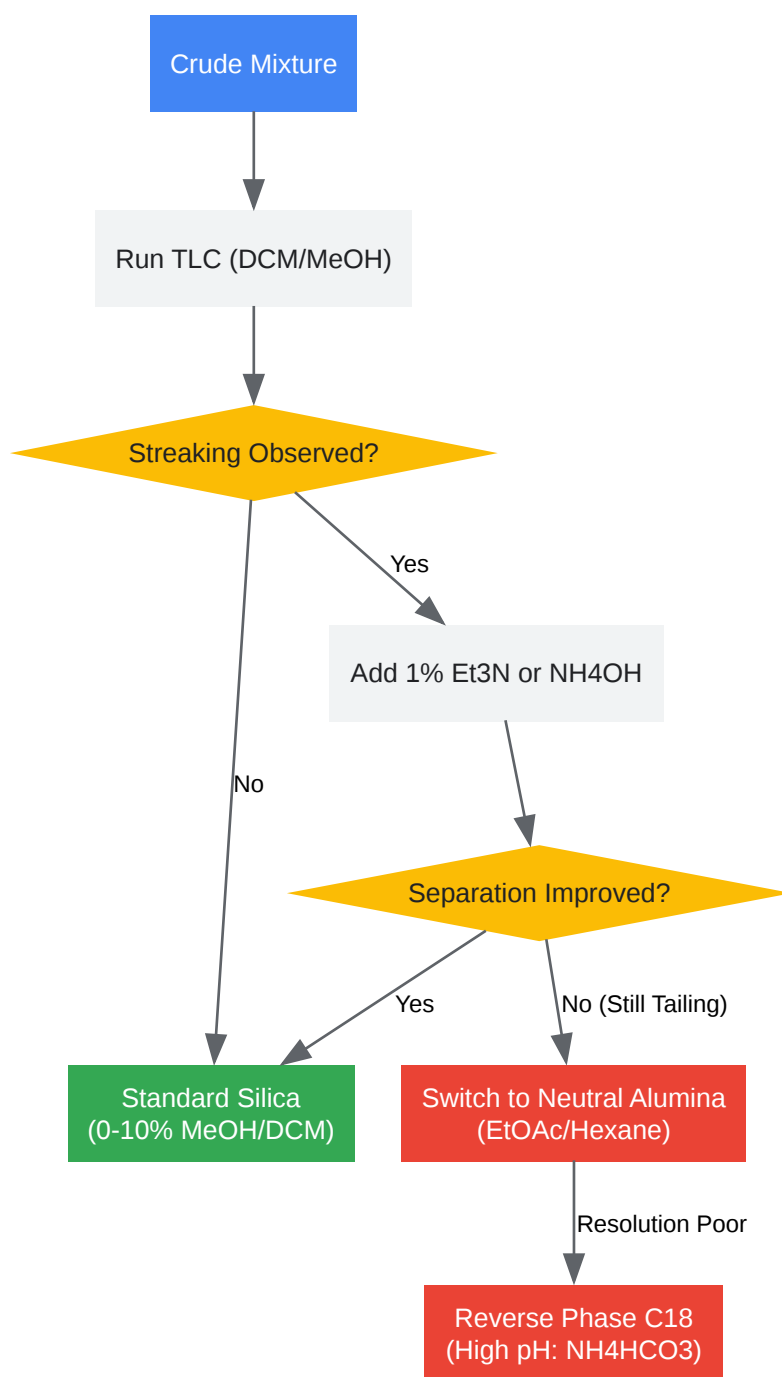 Crude Mixture
Run TLC (DCM/MeOH)
Streaking Observed?
Yes
Add 1% Et3N or NH4OH
No
Separation Improved?
Yes
No (Still Tailing)
Standard Silica
(0-10% MeOH/DCM)
Switch to Neutral Alumina
(EtOAc/Hexane)
Resolution Poor
Reverse Phase C18
(High pH: NH4HCO3)